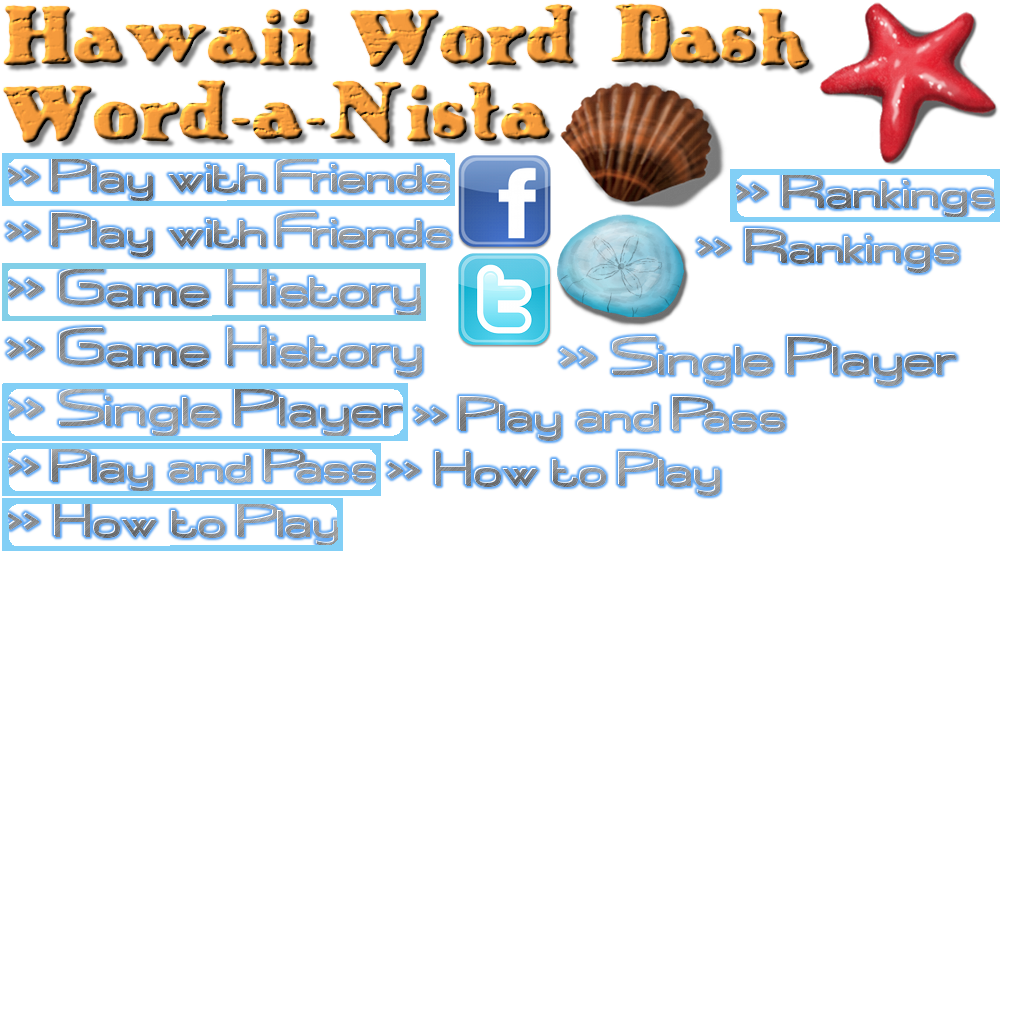 Hawaii Word Dash
Word-a-Nista
>> Play with Friends
f
>> Rankings
>> Play with Friends
>> Rankings
>> Game History
t
>> Game History
>> Single Player
>> Single Player
>> Play and Pass
>> Play and Pass
>> How to Play
>> How to Play